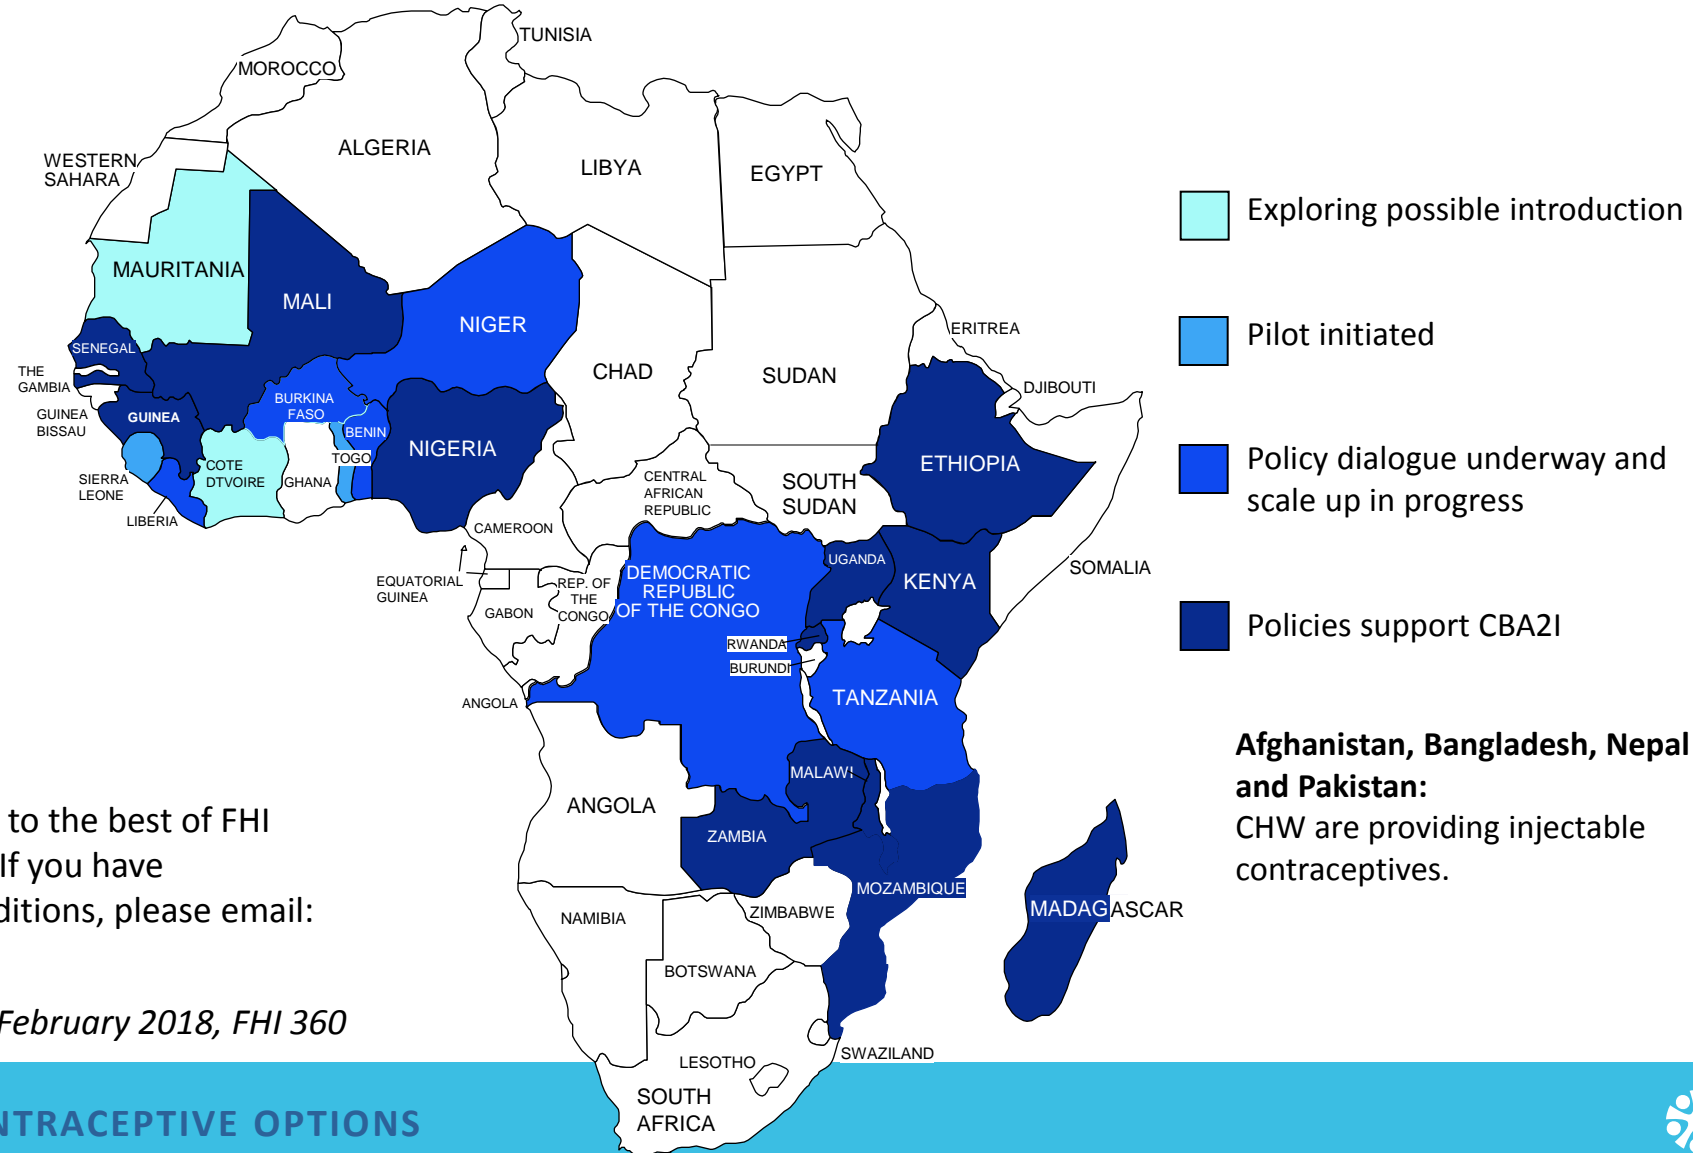 TUNISIA
MOROCCO
ALGERIA
LIBYA
EGYPT
WESTERN
SAHARA
MAURITANIA
MALI
NIGER
CHAD
SUDAN
ERITREA
DJIBOUTI
SENEGAL
THE
GAMBIA
GUINEA
BISSAU
GUINEA
SIERRA
LEONE
LIBERIA
COTE
DTVOIRE
BURKINA
FASO
GHANA
TOGO
BENIN
NIGERIA
CAMEROON
CENTRAL
AFRICAN
REPUBLIC
SOUTH
SUDAN
ETHIOPIA
SOMALIA
EQUATORIAL
GUINEA
GABON
REP. OF
THE
CONGO
DEMOCRATIC
REPUBLIC
OF THE CONGO
UGANDA
KENYA
RWANDA
BURUNDI
TANZANIA
ANGOLA
ANGOLA
MALAWI
ZAMBIA
MOZAMBIQUE
MADAGASCAR
ZIMBABWE
NAMIBIA
BOTSWANA
SWAZILAND
LESOTHO
SOUTH
AFRICA
Exploring possible introduction
Pilot initiated
Policy dialogue underway and
scale up in progress
Policies support CBA2I
Afghanistan, Bangladesh, Nepal
and Pakistan:
CHW are providing injectable
contraceptives.
to the best of FHI
If you have
ditions, please email:
February 2018, FHI 360
NTRACEPTIVE OPTIONS